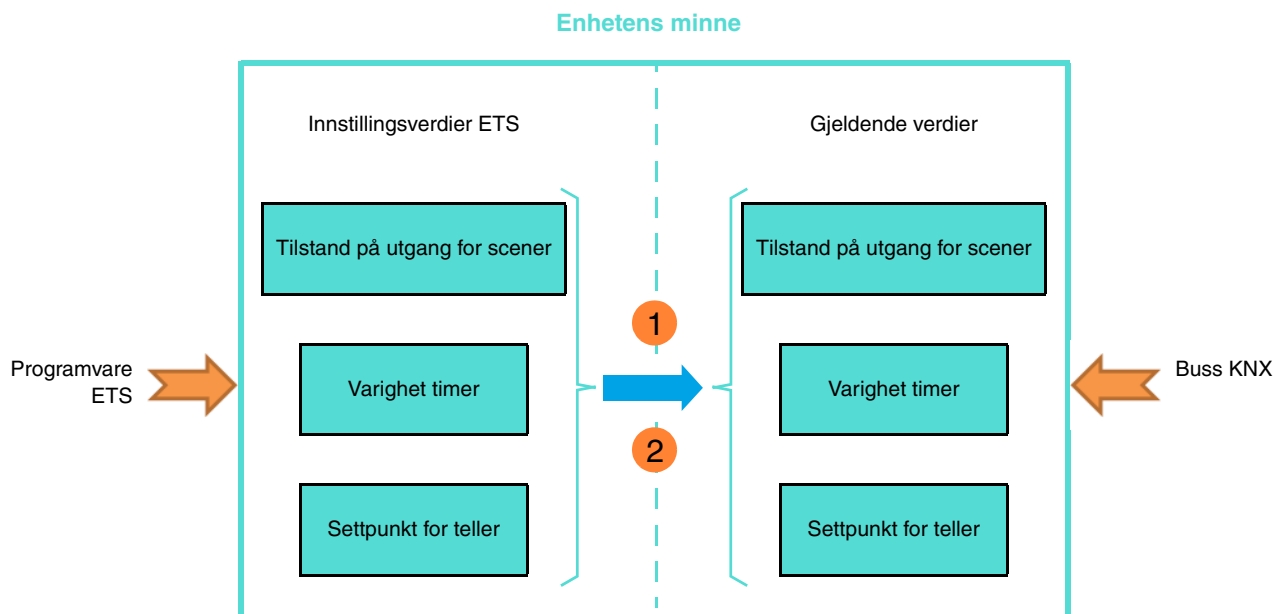 Enhetens minne
Innstillingsverdier ETS
Gjeldende verdier
Tilstand på utgang for scener
Tilstand på utgang for scener
1
Programvare
ETS
Varighet timer
Varighet timer
Buss KNX
2
Settpunkt for teller
Settpunkt for teller